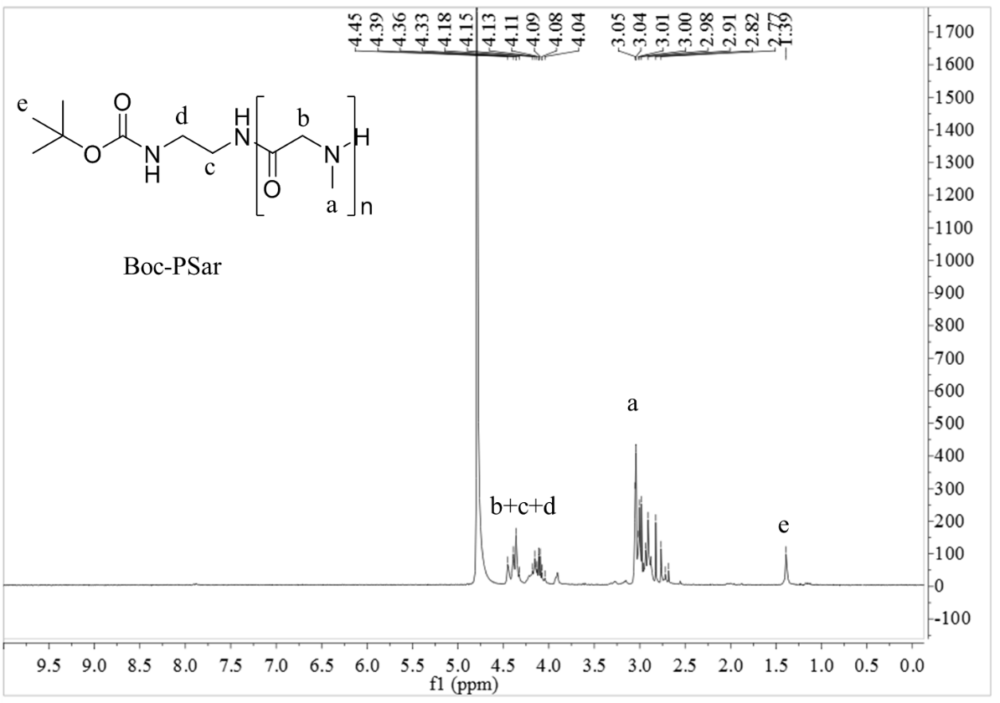 4.45
4.39
4.36
4.33
4.18
4.15
4.13
4.11
4.09
4.08
4.04
3.05
3.04
3.01
3.00
2.98
2.91
2.82
2.77
1.39
1700
1600
1500
1400
1300
1200
1100
1000
900
800
700
600
500
400
300
200
100
0
-100
e
O
d
H
N
b
O
N
H
c
O
N
H
a
n
Boc-PSar
a
b+c+d
e
9.5 9.0 8.5 8.0 7.5 7.0 6.5 6.0 5.5 5.0 4.5 4.0 3.5 3.0 2.5 2.0 1.5 1.0 0.5 0.0
f1 (ppm)